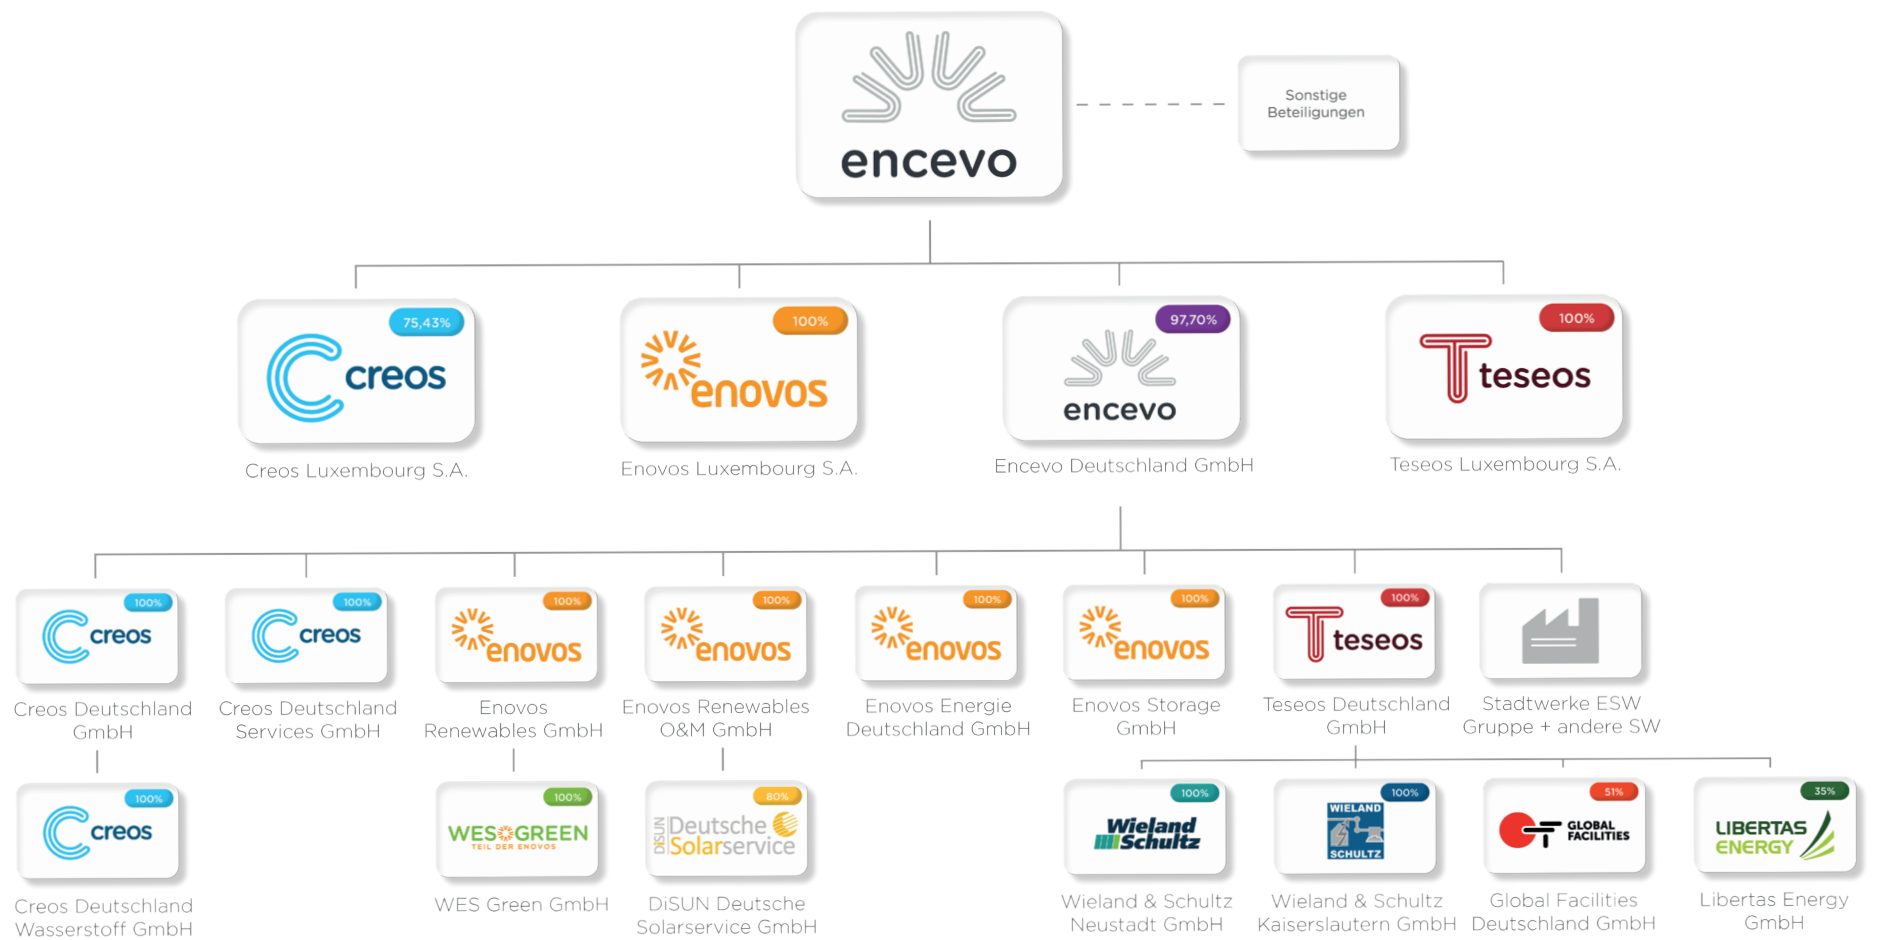 encevo
Sonstige
Beteiligungen
75,43%
creos
Creos Luxembourg S.A.
100%
enovos
Enovos Luxembourg S.A.
97,70%
encevo
Encevo Deutschland GmbH
100%
teseos
Teseos Luxembourg S.A.
100%
creos
Creos Deutschland
GmbH
100%
creos
Creos Deutschland
Services GmbH
100%
enovos
Enovos
Renewables GmbH
100%
enovos
Enovos Renewables
O&M GmbH
100%
enovos
Enovos Energie
Deutschland GmbH
100%
enovos
Enovos Storage
GmbH
100%
teseos
Teseos Deutschland
GmbH
Stadtwerke ESW
Gruppe + andere SW
100%
creos
Creos Deutschland
Wasserstoff GmbH
100%
WES GREEN
TEIL DER ENOVOS
WES Green GmbH
80%
DiSUN
Deutsche
Solarservice
DiSUN Deutsche
Solarservice GmbH
100%
Wieland
Schultz
Wieland & Schultz
Neustadt GmbH
100%
WIELAND
SCHULTZ
Wieland & Schultz
Kaiserslautern GmbH
51%
GLOBAL
FACILITIES
Global Facilities
Deutschland GmbH
35%
LIBERTAS
ENERGY
Libertas Energy
GmbH